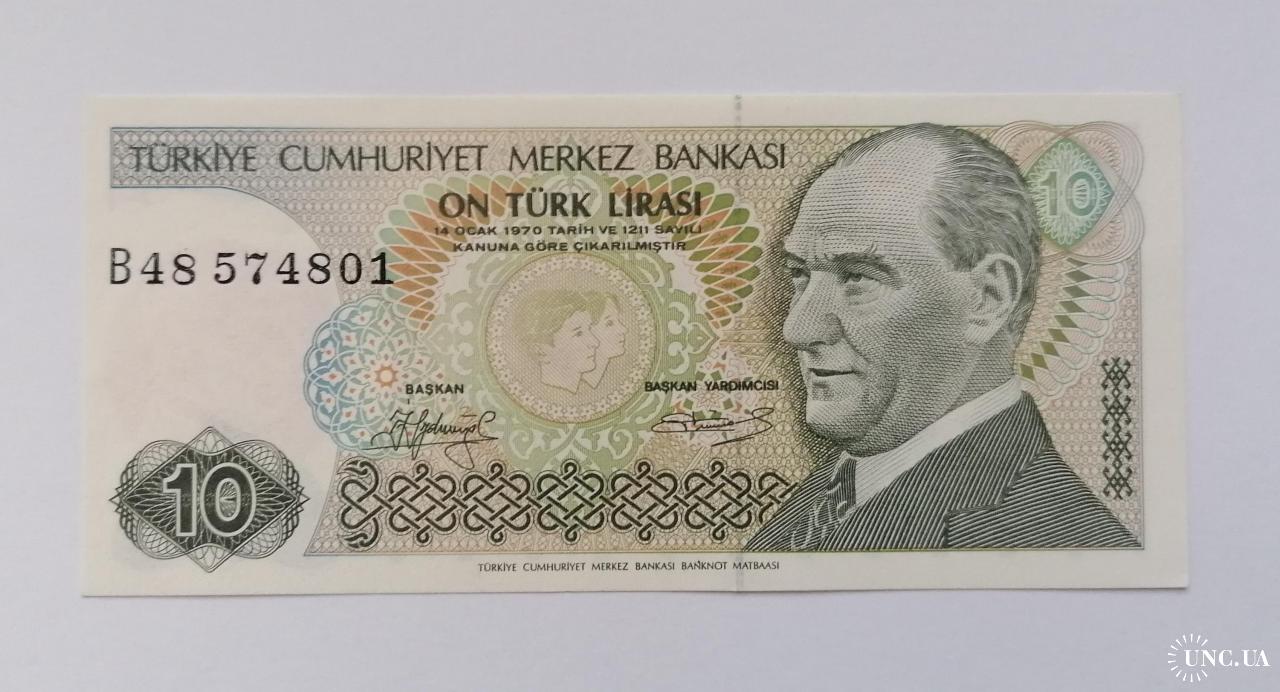 TÜRKİYE CUMHURİYET MERKEZ BANKASI
10
ON TÜRK LİRASI
14 OCAK 1970 TARİH VE 1211 SAYILI
KANUNA GÖRE ÇIKARILMIŞTIR
B48 574801
BAŞKAN
BAŞKAN YARDIMCISI
10
TÜRKİYE CUMHURİYET MERKEZ BANKASI BANKNOT MATBAASI
UNC.UA